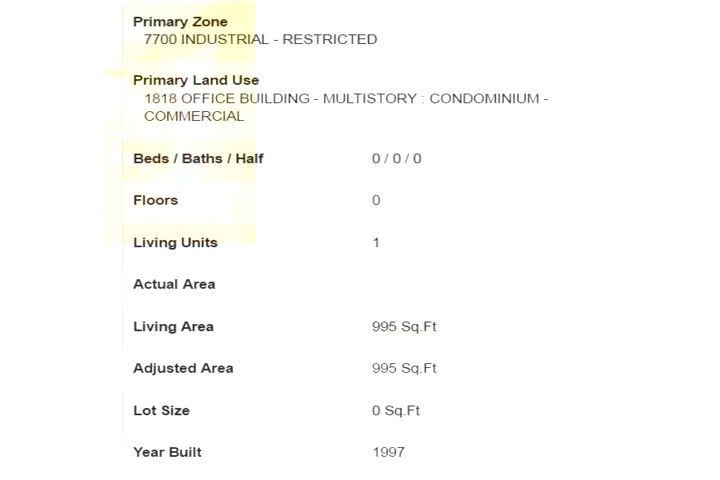 Primary Zone
7700 INDUSTRIAL - RESTRICTED
Primary Land Use
1818 OFFICE BUILDING - MULTISTORY : CONDOMINIUM -
COMMERCIAL
Beds / Baths / Half 0 / 0 / 0
Floors 0
Living Units 1
Actual Area
Living Area 995 Sq.Ft
Adjusted Area 995 Sq.Ft
Lot Size 0 Sq.Ft
Year Built 1997